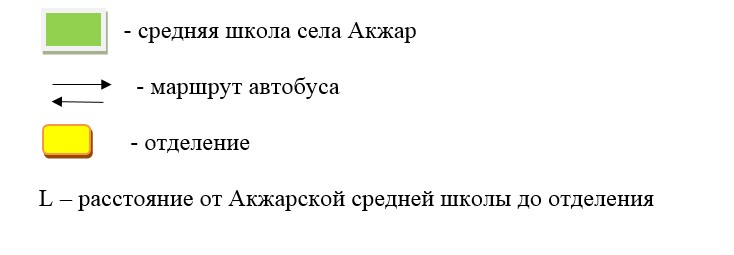 - средняя школа села Акжар
- маршрут автобуса
- отделение
L – расстояние от Акжарской средней школы до отделения